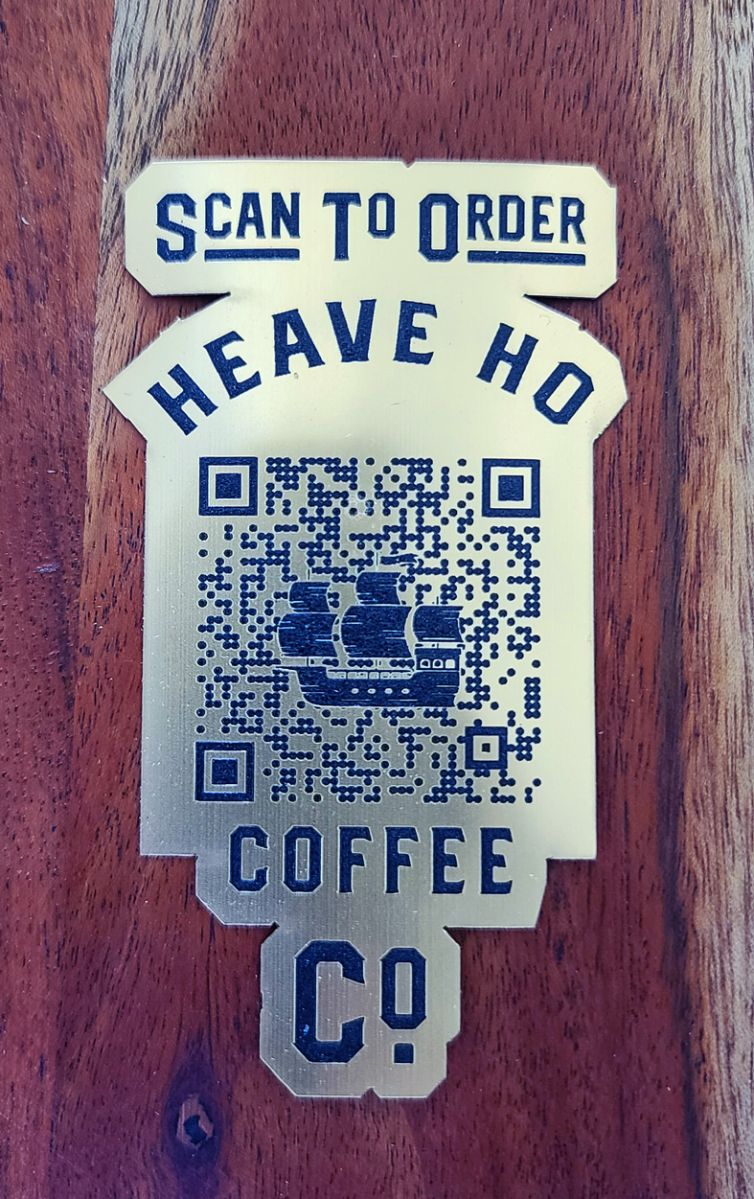 Scan To Order
HEAVE HO
COFFEE
Co.